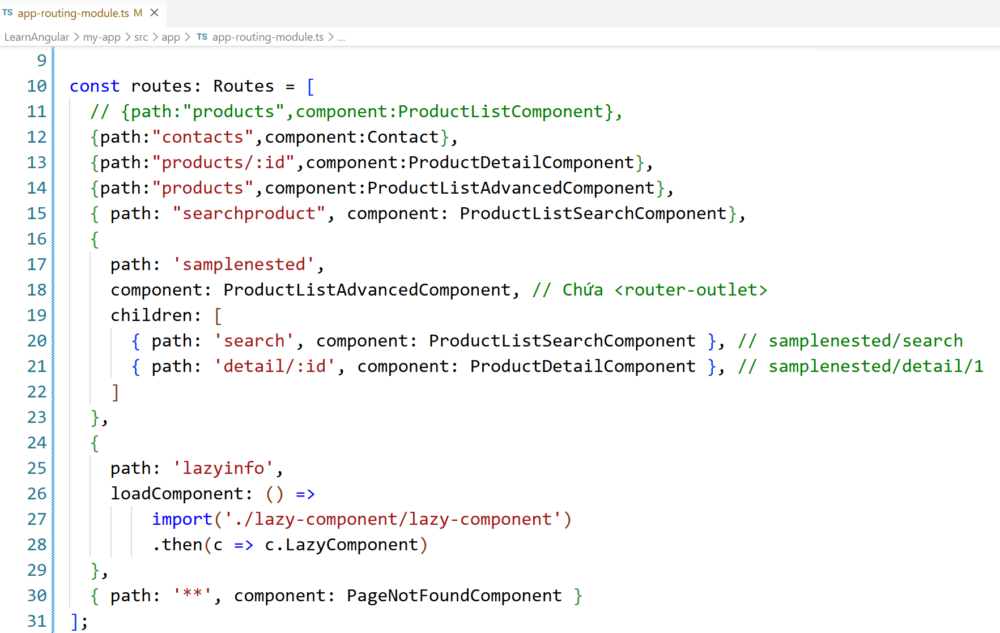 TS app-routing-module.ts M ×
LearnAngular > my-app > src > app > TS app-routing-module.ts > ...
9
10 const routes: Routes = [
11   // {path:"products",component:ProductListComponent},
12   {path:"contacts",component:Contact},
13   {path:"products/:id",component:ProductDetailComponent},
14   {path:"products",component:ProductListAdvancedComponent},
15   { path: "searchproduct", component: ProductListSearchComponent},
16   {
17     path: 'samplenested',
18     component: ProductListAdvancedComponent, // Chứa <router-outlet>
19     children: [
20       { path: 'search', component: ProductListSearchComponent }, // samplenested/search
21       { path: 'detail/:id', component: ProductDetailComponent }, // samplenested/detail/1
22     ]
23   },
24   {
25     path: 'lazyinfo',
26     loadComponent: () =>
27         import('./lazy-component/lazy-component')
28         .then(c => c.LazyComponent)
29   },
30   { path: '**', component: PageNotFoundComponent }
31 ];